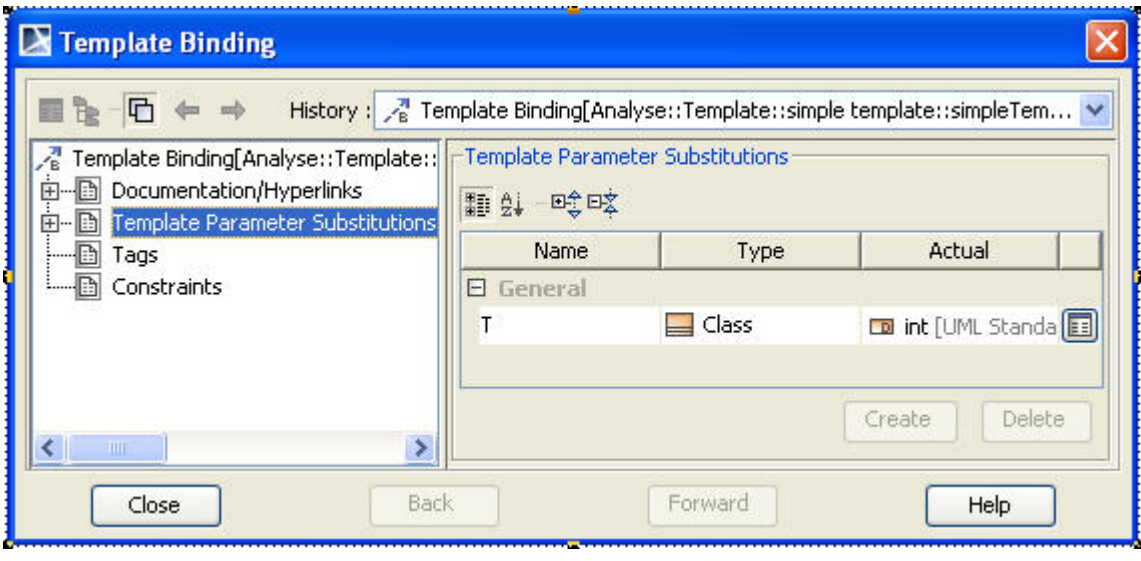 Template Binding
History : Template Binding[Analyse::Template::simple template::simpleTem...
Template Binding[Analyse::Template::
Documentation/Hyperlinks
Template Parameter Substitutions
Tags
Constraints
Template Parameter Substitutions
Name Type Actual
General
T Class int [UML Standa
Create Delete
Close Back Forward Help